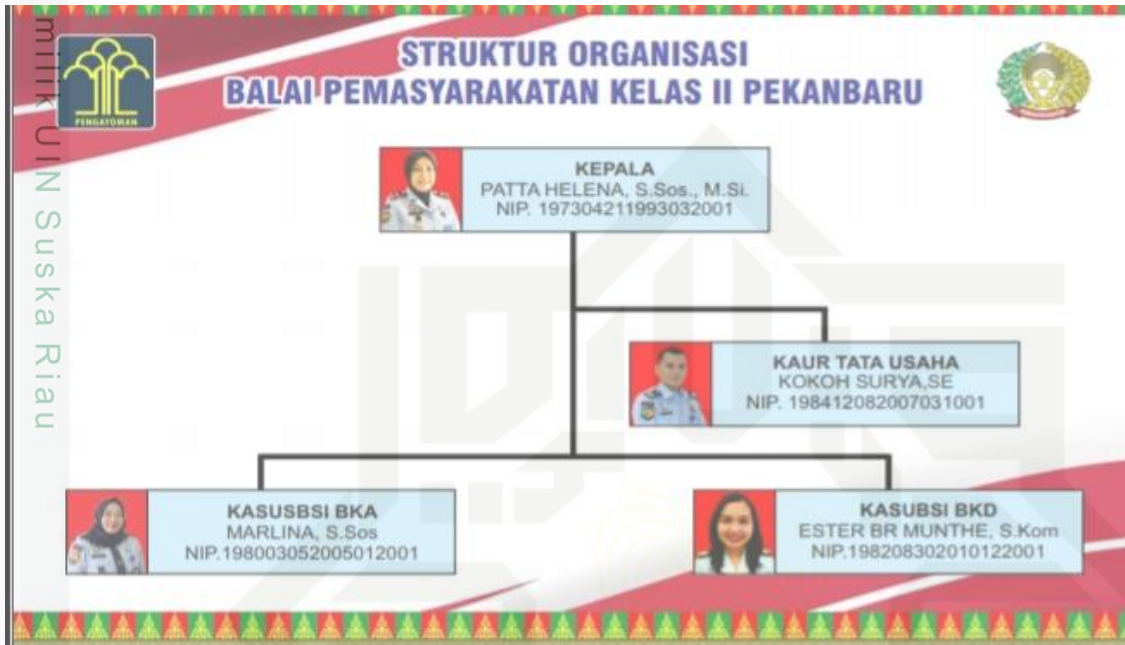 milik UIN Suska Riau
PENGAYOMAN
STRUKTUR ORGANISASI
BALAI PEMASYARAKATAN KELAS II PEKANBARU
KEPALA
PATTA HELENA, S.Sos., M.Si.
NIP. 197304211993032001
KAUR TATA USAHA
KOKOH SURYA,SE
NIP. 198412082007031001
KASUSBSI BKA
MARLINA, S.Sos
NIP.198003052005012001
KASUBSI BKD
ESTER BR MUNTHE, S.Kom
NIP.198208302010122001